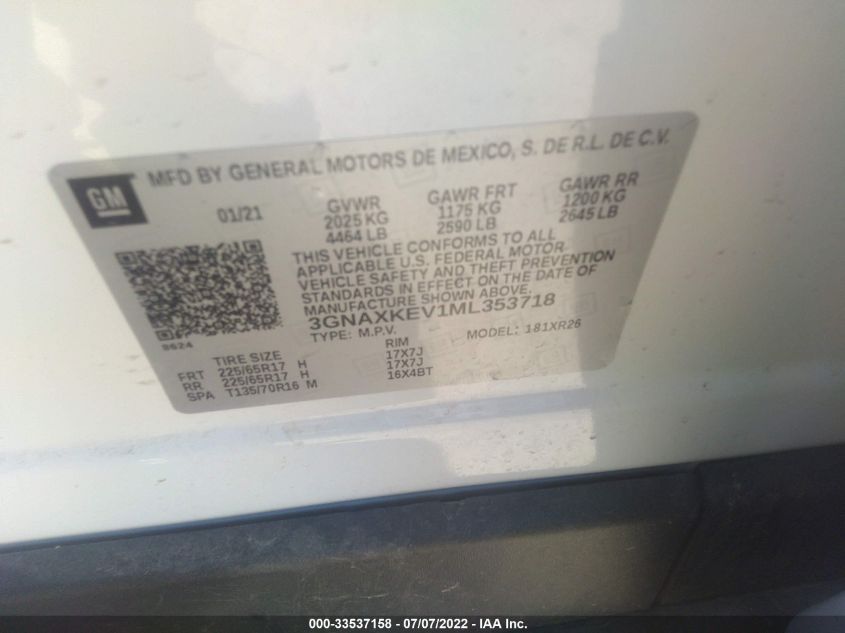 GM
MFD BY GENERAL MOTORS DE MEXICO, S. DE R.L. DE C.V.
01/21
GVWR GAWR FRT GAWR RR
2025 KG 1175 KG 1200 KG
4464 LB 2590 LB 2645 LB
THIS VEHICLE CONFORMS TO ALL
APPLICABLE U.S. FEDERAL MOTOR
VEHICLE SAFETY AND THEFT PREVENTION
STANDARDS IN EFFECT ON THE DATE OF
MANUFACTURE SHOWN ABOVE.
3GNAXKEV1ML353718
TYPE: M.P.V. MODEL: 181XR26
9624
TIRE SIZE RIM
FRT 225/65R17 H 17X7J
RR 225/65R17 H 17X7J
SPA T135/70R16 M 16X4BT
000-33537158 - 07/07/2022 - IAA Inc.